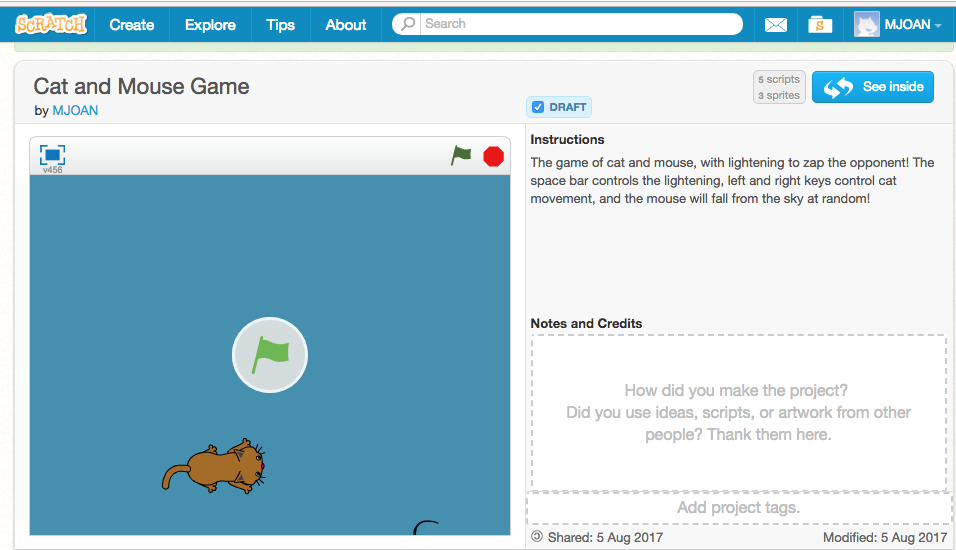 SCRATCH Create Explore Tips About Search MJOAN
Cat and Mouse Game
by MJOAN
DRAFT
5 scripts
3 sprites
S
See inside
v456
Instructions
The game of cat and mouse, with lightening to zap the opponent! The
space bar controls the lightening, left and right keys control cat
movement, and the mouse will fall from the sky at random!
Notes and Credits
How did you make the project?
Did you use ideas, scripts, or artwork from other
people? Thank them here.
Add project tags.
Shared: 5 Aug 2017 Modified: 5 Aug 2017